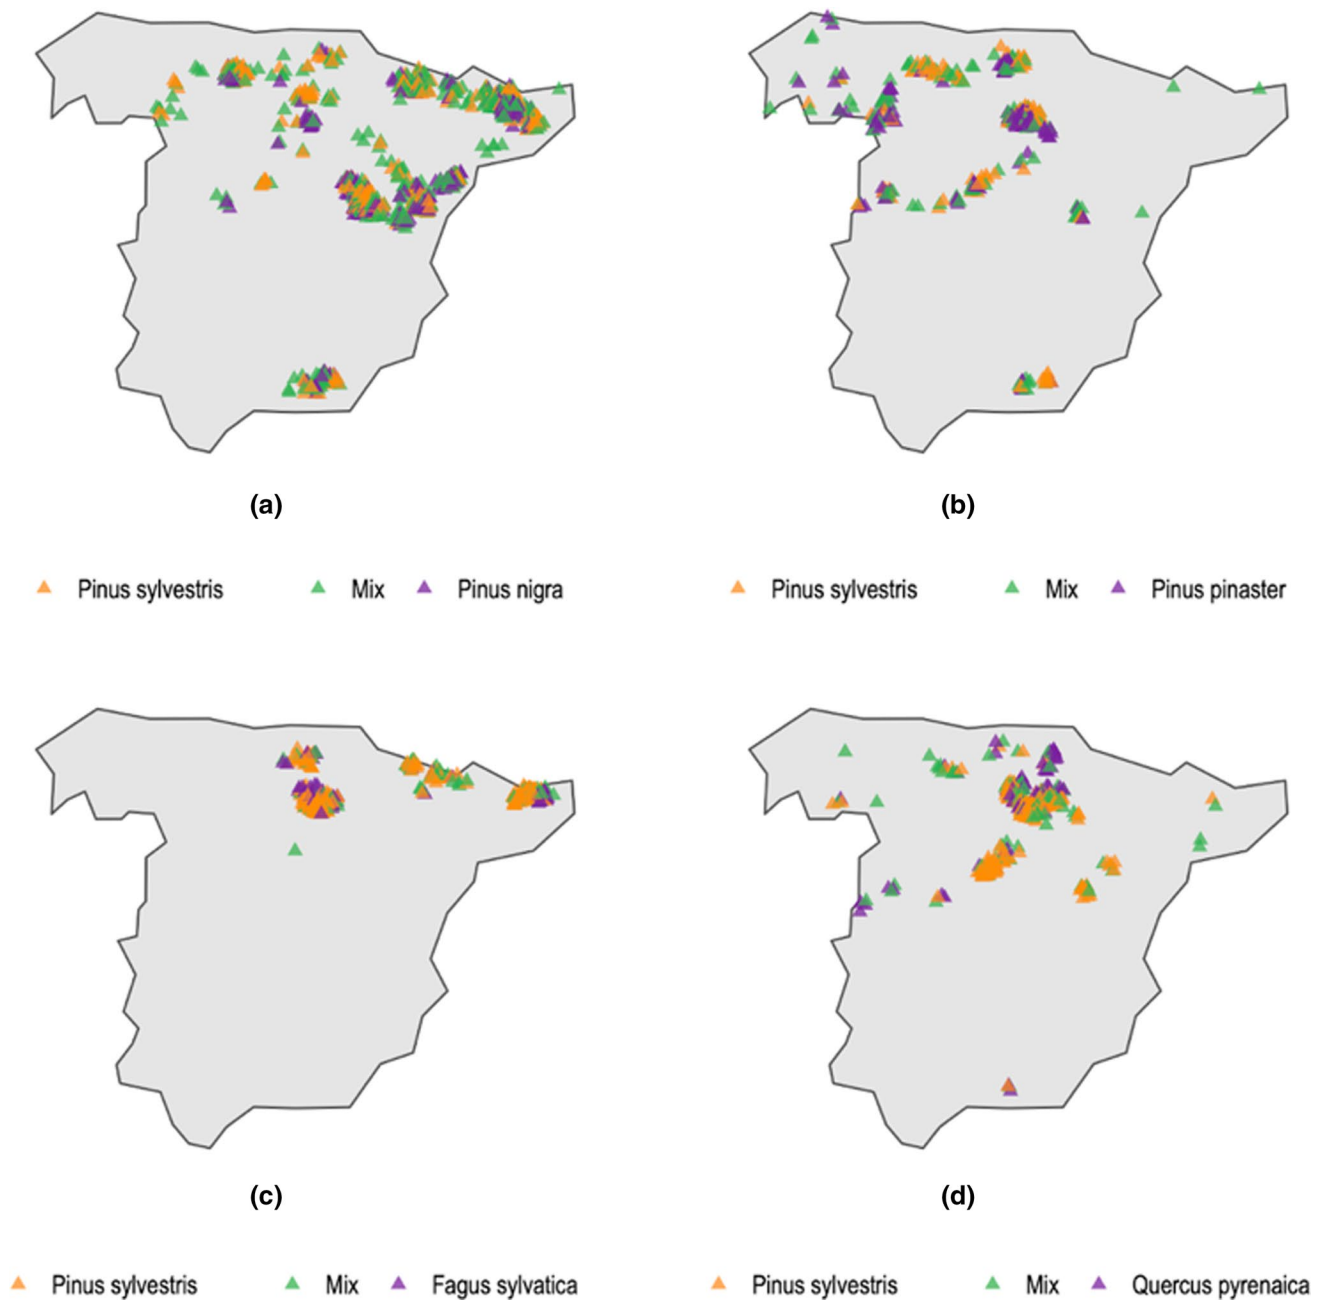 (a)
(b)
Pinus sylvestris Mix Pinus nigra
Pinus sylvestris Mix Pinus pinaster
(c)
(d)
Pinus sylvestris Mix Fagus sylvatica
Pinus sylvestris Mix Quercus pyrenaica